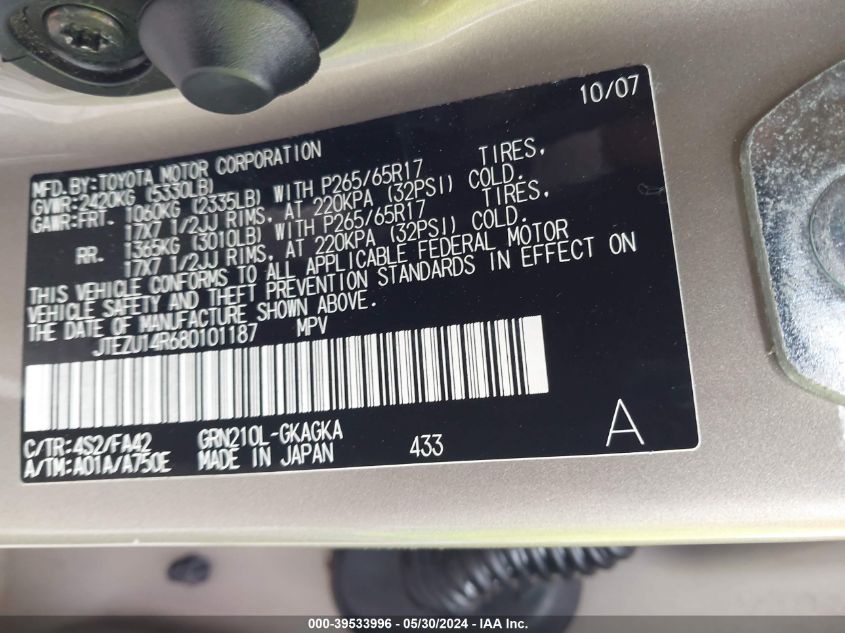 10/07
MFD.BY:TOYOTA MOTOR CORPORATION
GVWR:2420KG (5330LB)
GAWR:FRT. 1060KG (2335LB) WITH P265/65R17 TIRES,
17X7 1/2JJ RIMS, AT 220KPA (32PSI) COLD.
RR. 1365KG (3010LB) WITH P265/65R17 TIRES,
17X7 1/2JJ RIMS, AT 220KPA (32PSI) COLD.
THIS VEHICLE CONFORMS TO ALL APPLICABLE FEDERAL MOTOR
VEHICLE SAFETY AND THEFT PREVENTION STANDARDS IN EFFECT ON
THE DATE OF MANUFACTURE SHOWN ABOVE.
JTEZU14R680101187 MPV
C/TR:4S2/FA42 GRN210L-GKAGKA
A/TM:A01A/A750E MADE IN JAPAN 433 A
000-39533996 / 05/30/2024 - IAA Inc.